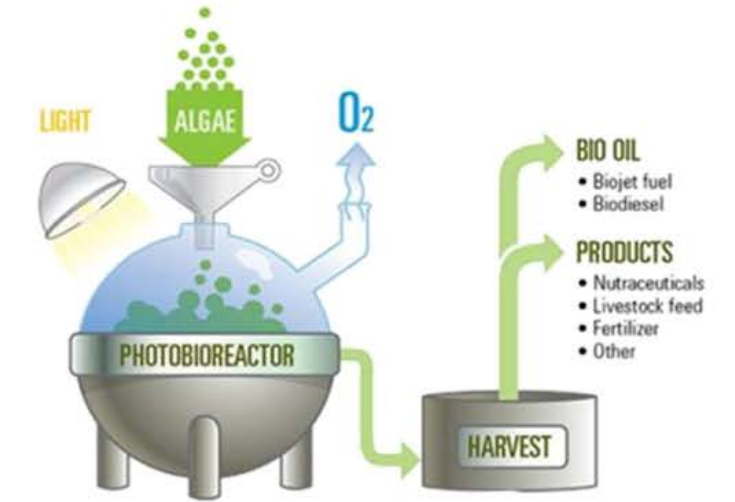 LIGHT
ALGAE
O2
PHOTOBIOREACTOR
HARVEST
BIO OIL
• Biojet fuel
• Biodiesel
PRODUCTS
• Nutraceuticals
• Livestock feed
• Fertilizer
• Other